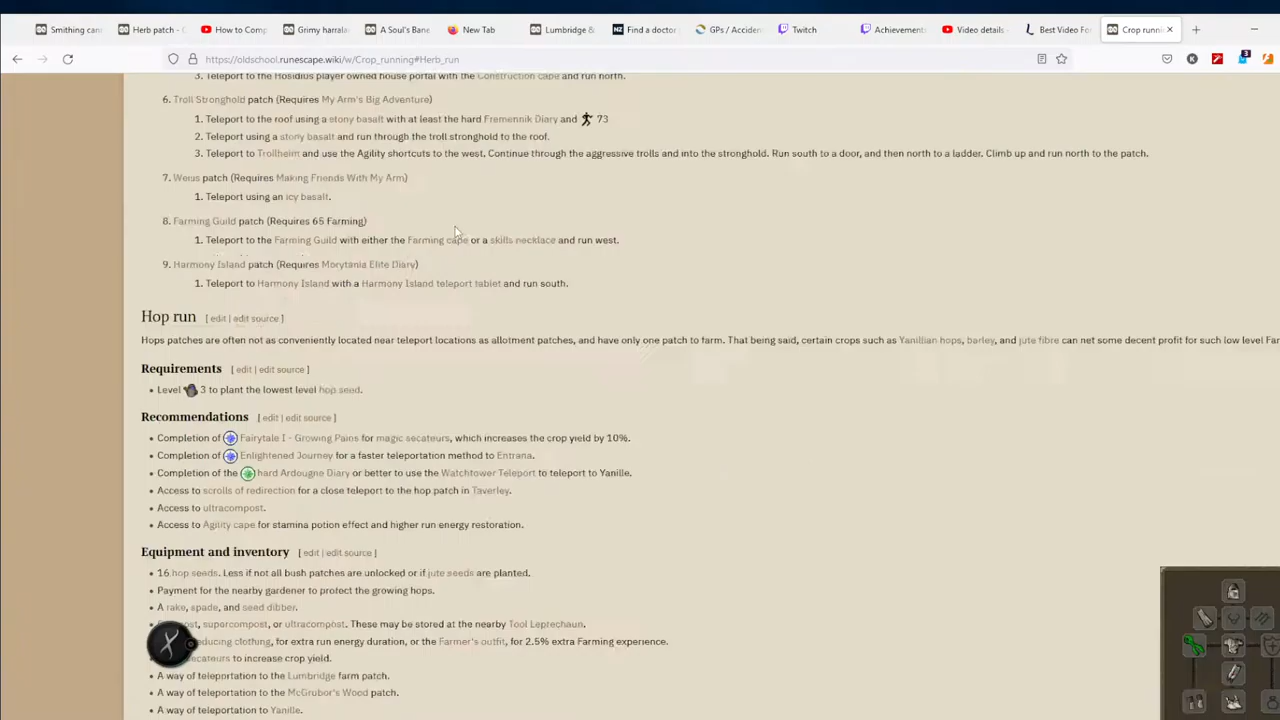 Smithing can
Herb patch - C
How to Comp
Grimy harrala
A Soul's Bane
New Tab
Lumbridge &
Find a doctor
GPs / Acciden
Twitch
Achievements
Video details
Best Video Fo
Crop runni
https://oldschool.runescape.wiki/w/Crop_running#Herb_run
3
3. Teleport to the Hosidius player owned house portal with the Construction cape and run north.
6. Troll Stronghold patch (Requires My Arm's Big Adventure)
1. Teleport to the roof using a stony basalt with at least the hard Fremennik Diary and 73
2. Teleport using a stony basalt and run through the troll stronghold to the roof.
3. Teleport to Trollheim and use the Agility shortcuts to the west. Continue through the aggressive trolls and into the stronghold. Run south to a door, and then north to a ladder. Climb up and run north to the patch.
7. Weiss patch (Requires Making Friends With My Arm)
1. Teleport using an icy basalt.
8. Farming Guild patch (Requires 65 Farming)
1. Teleport to the Farming Guild with either the Farming cape or a skills necklace and run west.
9. Harmony Island patch (Requires Morytania Elite Diary)
1. Teleport to Harmony Island with a Harmony Island teleport tablet and run south.
Hop run [ edit | edit source ]
Hops patches are often not as conveniently located near teleport locations as allotment patches, and have only one patch to farm. That being said, certain crops such as Yanillian hops, barley, and jute fibre can net some decent profit for such low level Far
Requirements [ edit | edit source ]
• Level 3 to plant the lowest level hop seed.
Recommendations [ edit | edit source ]
• Completion of Fairytale I - Growing Pains for magic secateurs, which increases the crop yield by 10%.
• Completion of Enlightened Journey for a faster teleportation method to Entrana.
• Completion of the hard Ardougne Diary or better to use the Watchtower Teleport to teleport to Yanille.
• Access to scrolls of redirection for a close teleport to the hop patch in Taverley.
• Access to ultracompost.
• Access to Agility cape for stamina potion effect and higher run energy restoration.
Equipment and inventory [ edit | edit source ]
• 16 hop seeds. Less if not all bush patches are unlocked or if jute seeds are planted.
• Payment for the nearby gardener to protect the growing hops.
• A rake, spade, and seed dibber.
supercompost, or ultracompost. These may be stored at the nearby Tool Leprechaun.
clothing, for extra run energy duration, or the Farmer's outfit, for 2.5% extra Farming experience.
secateurs to increase crop yield.
• A way of teleportation to the Lumbridge farm patch.
• A way of teleportation to the McGrubor's Wood patch.
• A way of teleportation to Yanille.